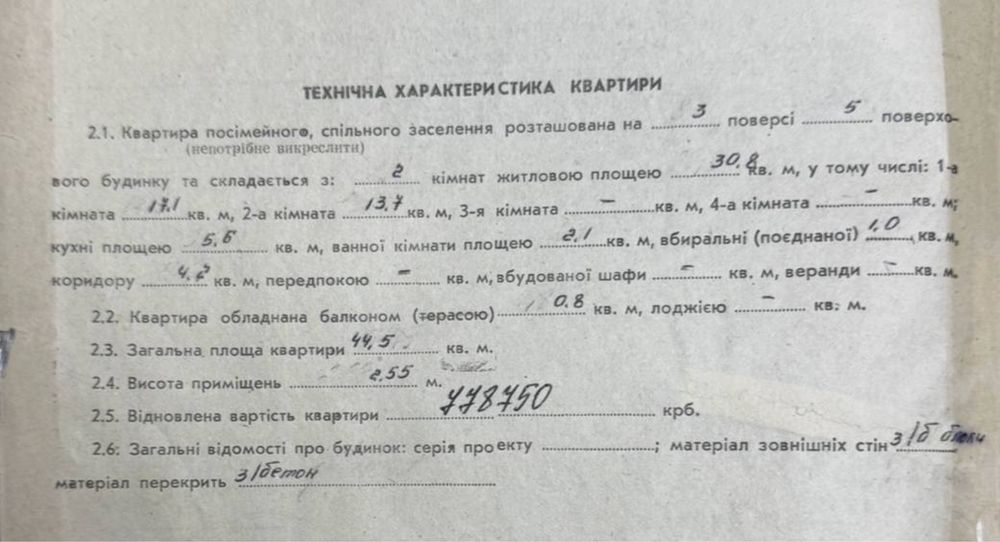 ТЕХНІЧНА ХАРАКТЕРИСТИКА КВАРТИРИ
2.1. Квартира посімейного, спільного заселення розташована на 3 поверсі 5 поверхо-
(непотрібне викреслити)
вого будинку та складається з: 2 кімнат житловою площею 30,8 кв. м, у тому числі: 1-а
кімната 17,1 кв. м, 2-а кімната 13,7 кв. м, 3-я кімната – кв. м, 4-а кімната – кв. м;
кухні площею 5,6 кв. м, ванної кімнати площею 2,1 кв. м, вбиральні (поєднаної) 1,0 кв. м,
коридору 4,2 кв. м, передпокою – кв. м, вбудованої шафи – кв. м, веранди – кв. м.
2.2. Квартира обладнана балконом (терасою) 0.8 кв. м, лоджією – кв. м.
2.3. Загальна площа квартири 44,5 кв. м.
2.4. Висота приміщень 2,55 м.
2.5. Відновлена вартість квартири 778750 крб.
2.6: Загальні відомості про будинок: серія проекту ; матеріал зовнішніх стін З/б блоки
матеріал перекрить З/бетон